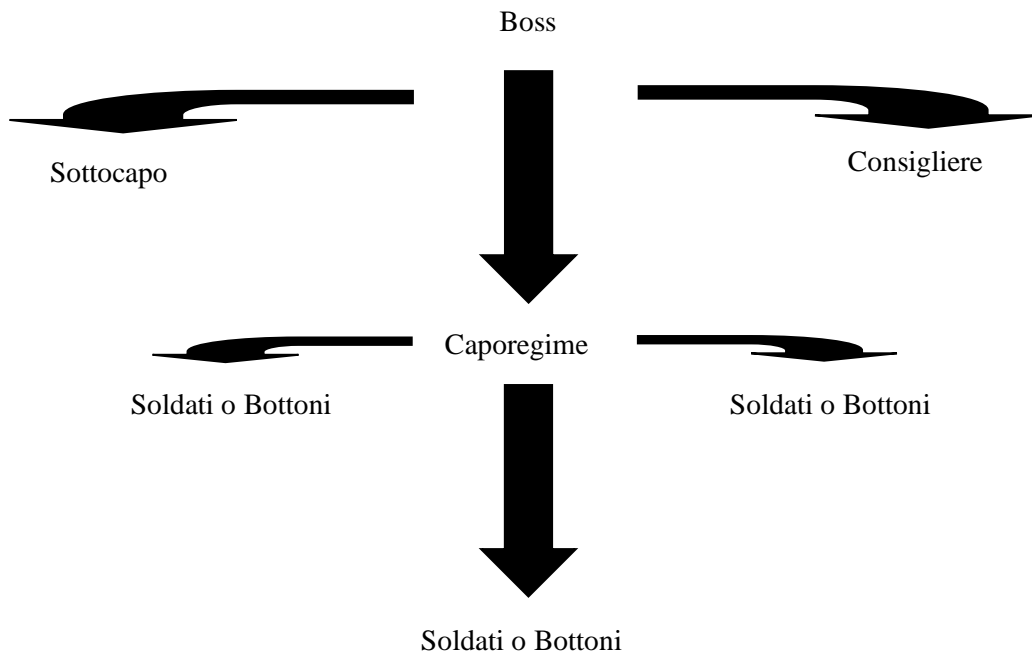 Boss
Sottocapo
Consigliere
Caporegime
Soldati o Bottoni
Soldati o Bottoni
Soldati o Bottoni